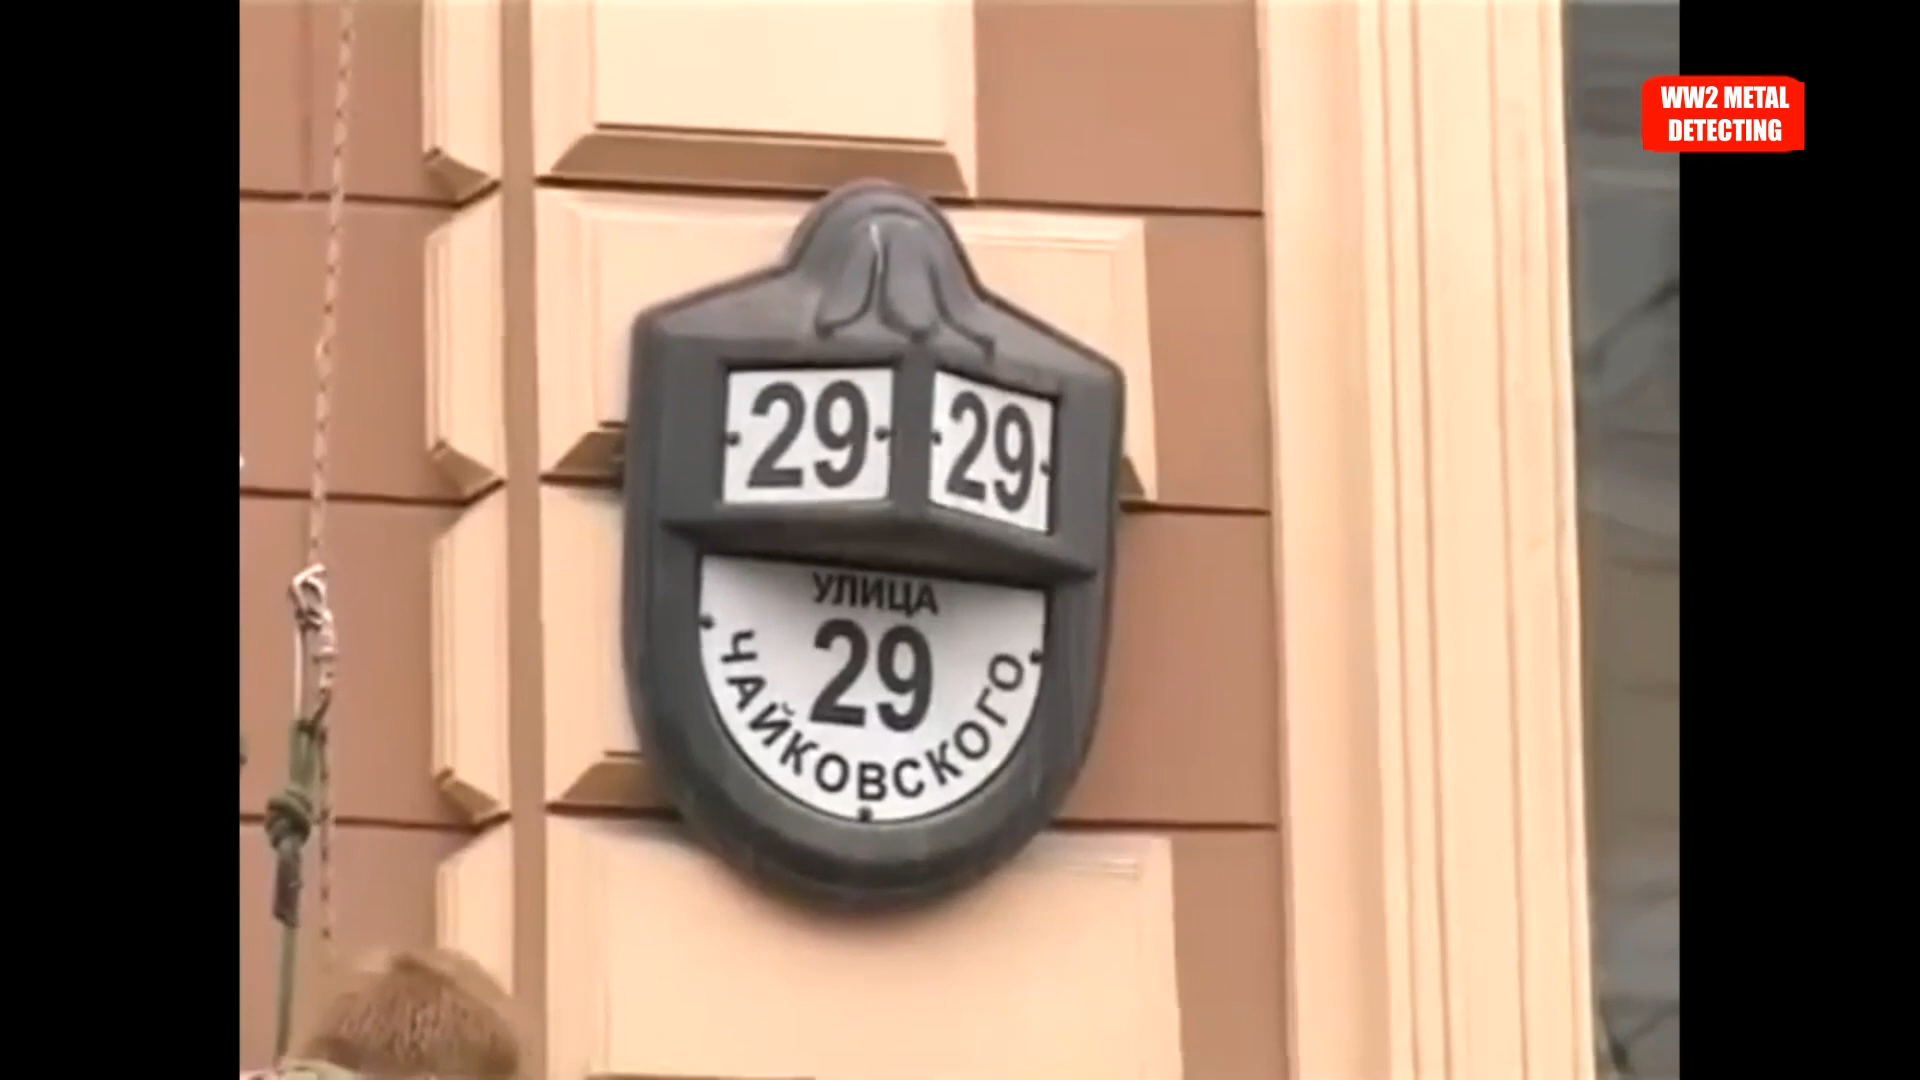 WW2 METAL
DETECTING
29 29
УЛИЦА
29
ЧАЙКОВСКОГО